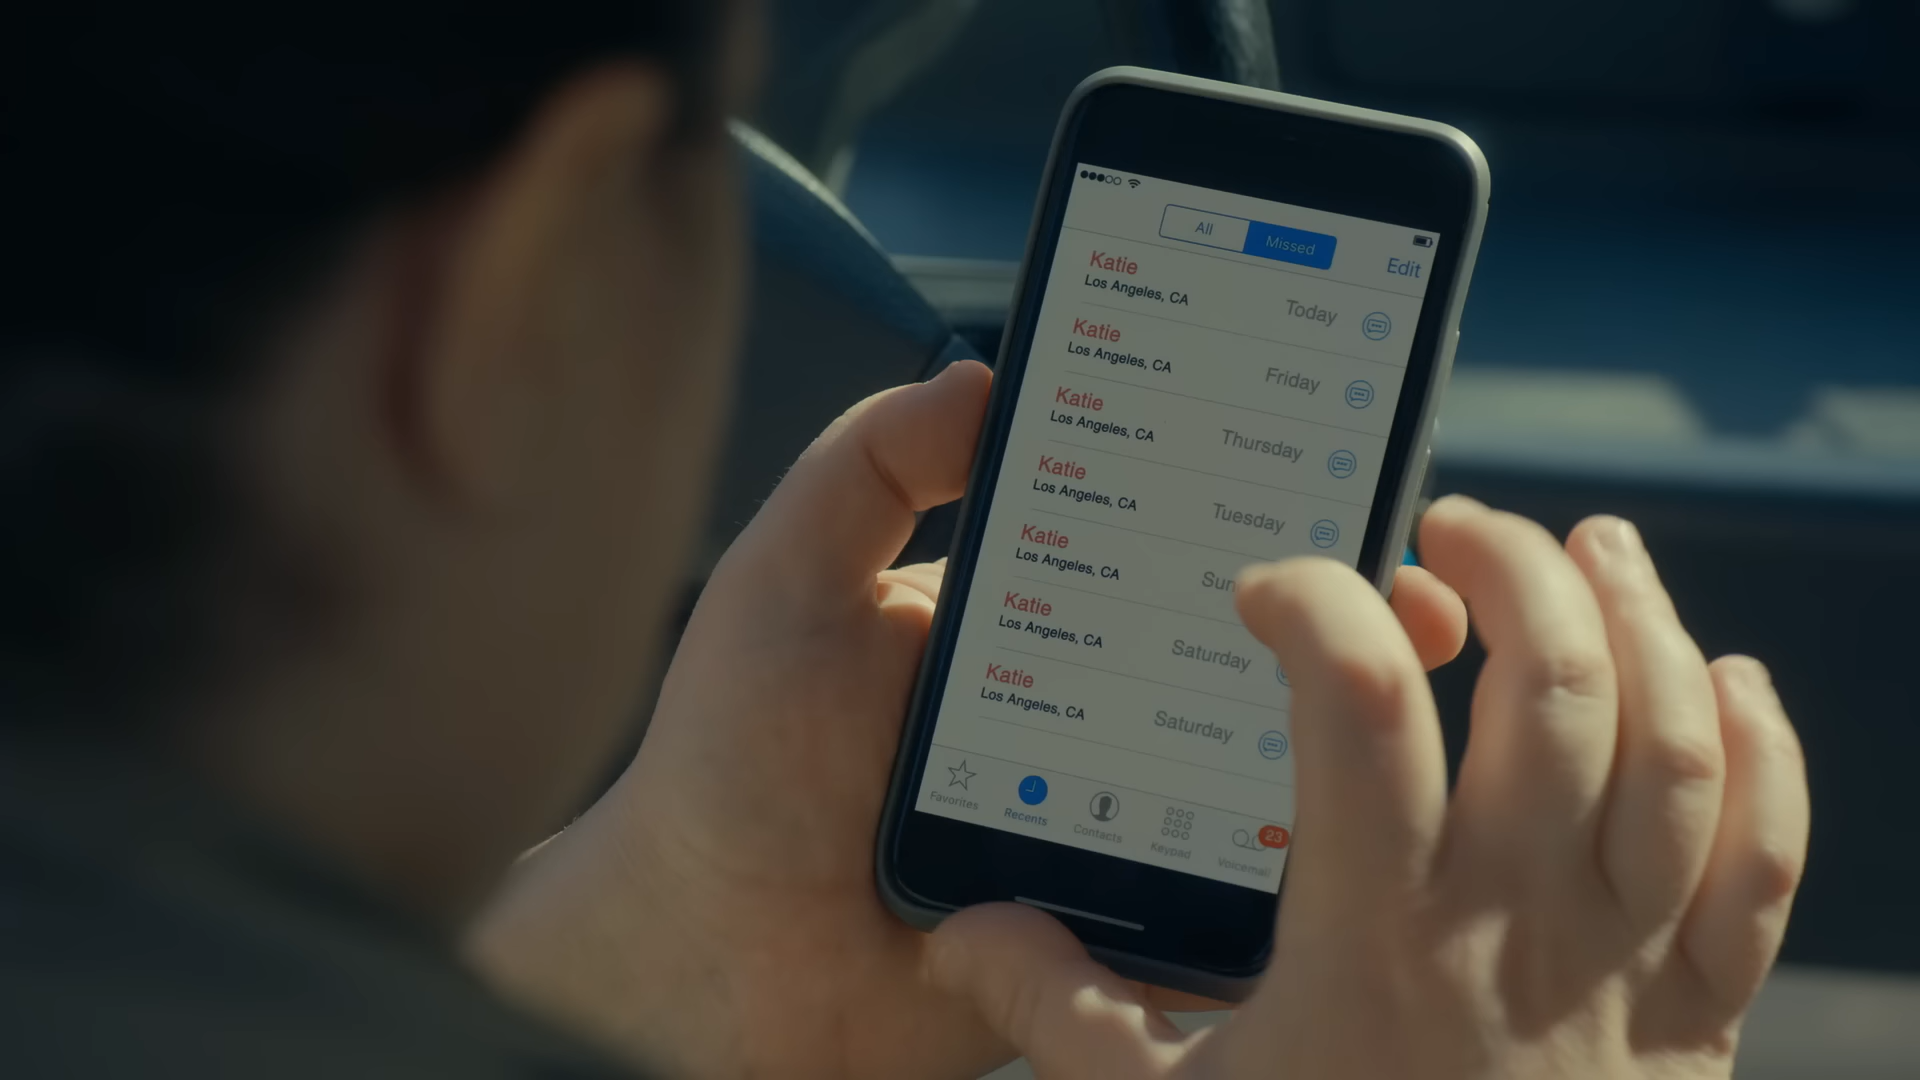 All Missed
Edit
Katie
Los Angeles, CA
Today
Katie
Los Angeles, CA
Friday
Katie
Los Angeles, CA
Thursday
Katie
Los Angeles, CA
Tuesday
Katie
Los Angeles, CA
Sun
Katie
Los Angeles, CA
Saturday
Katie
Los Angeles, CA
Saturday
Favorites Recents Contacts Keypad Voicemail
23